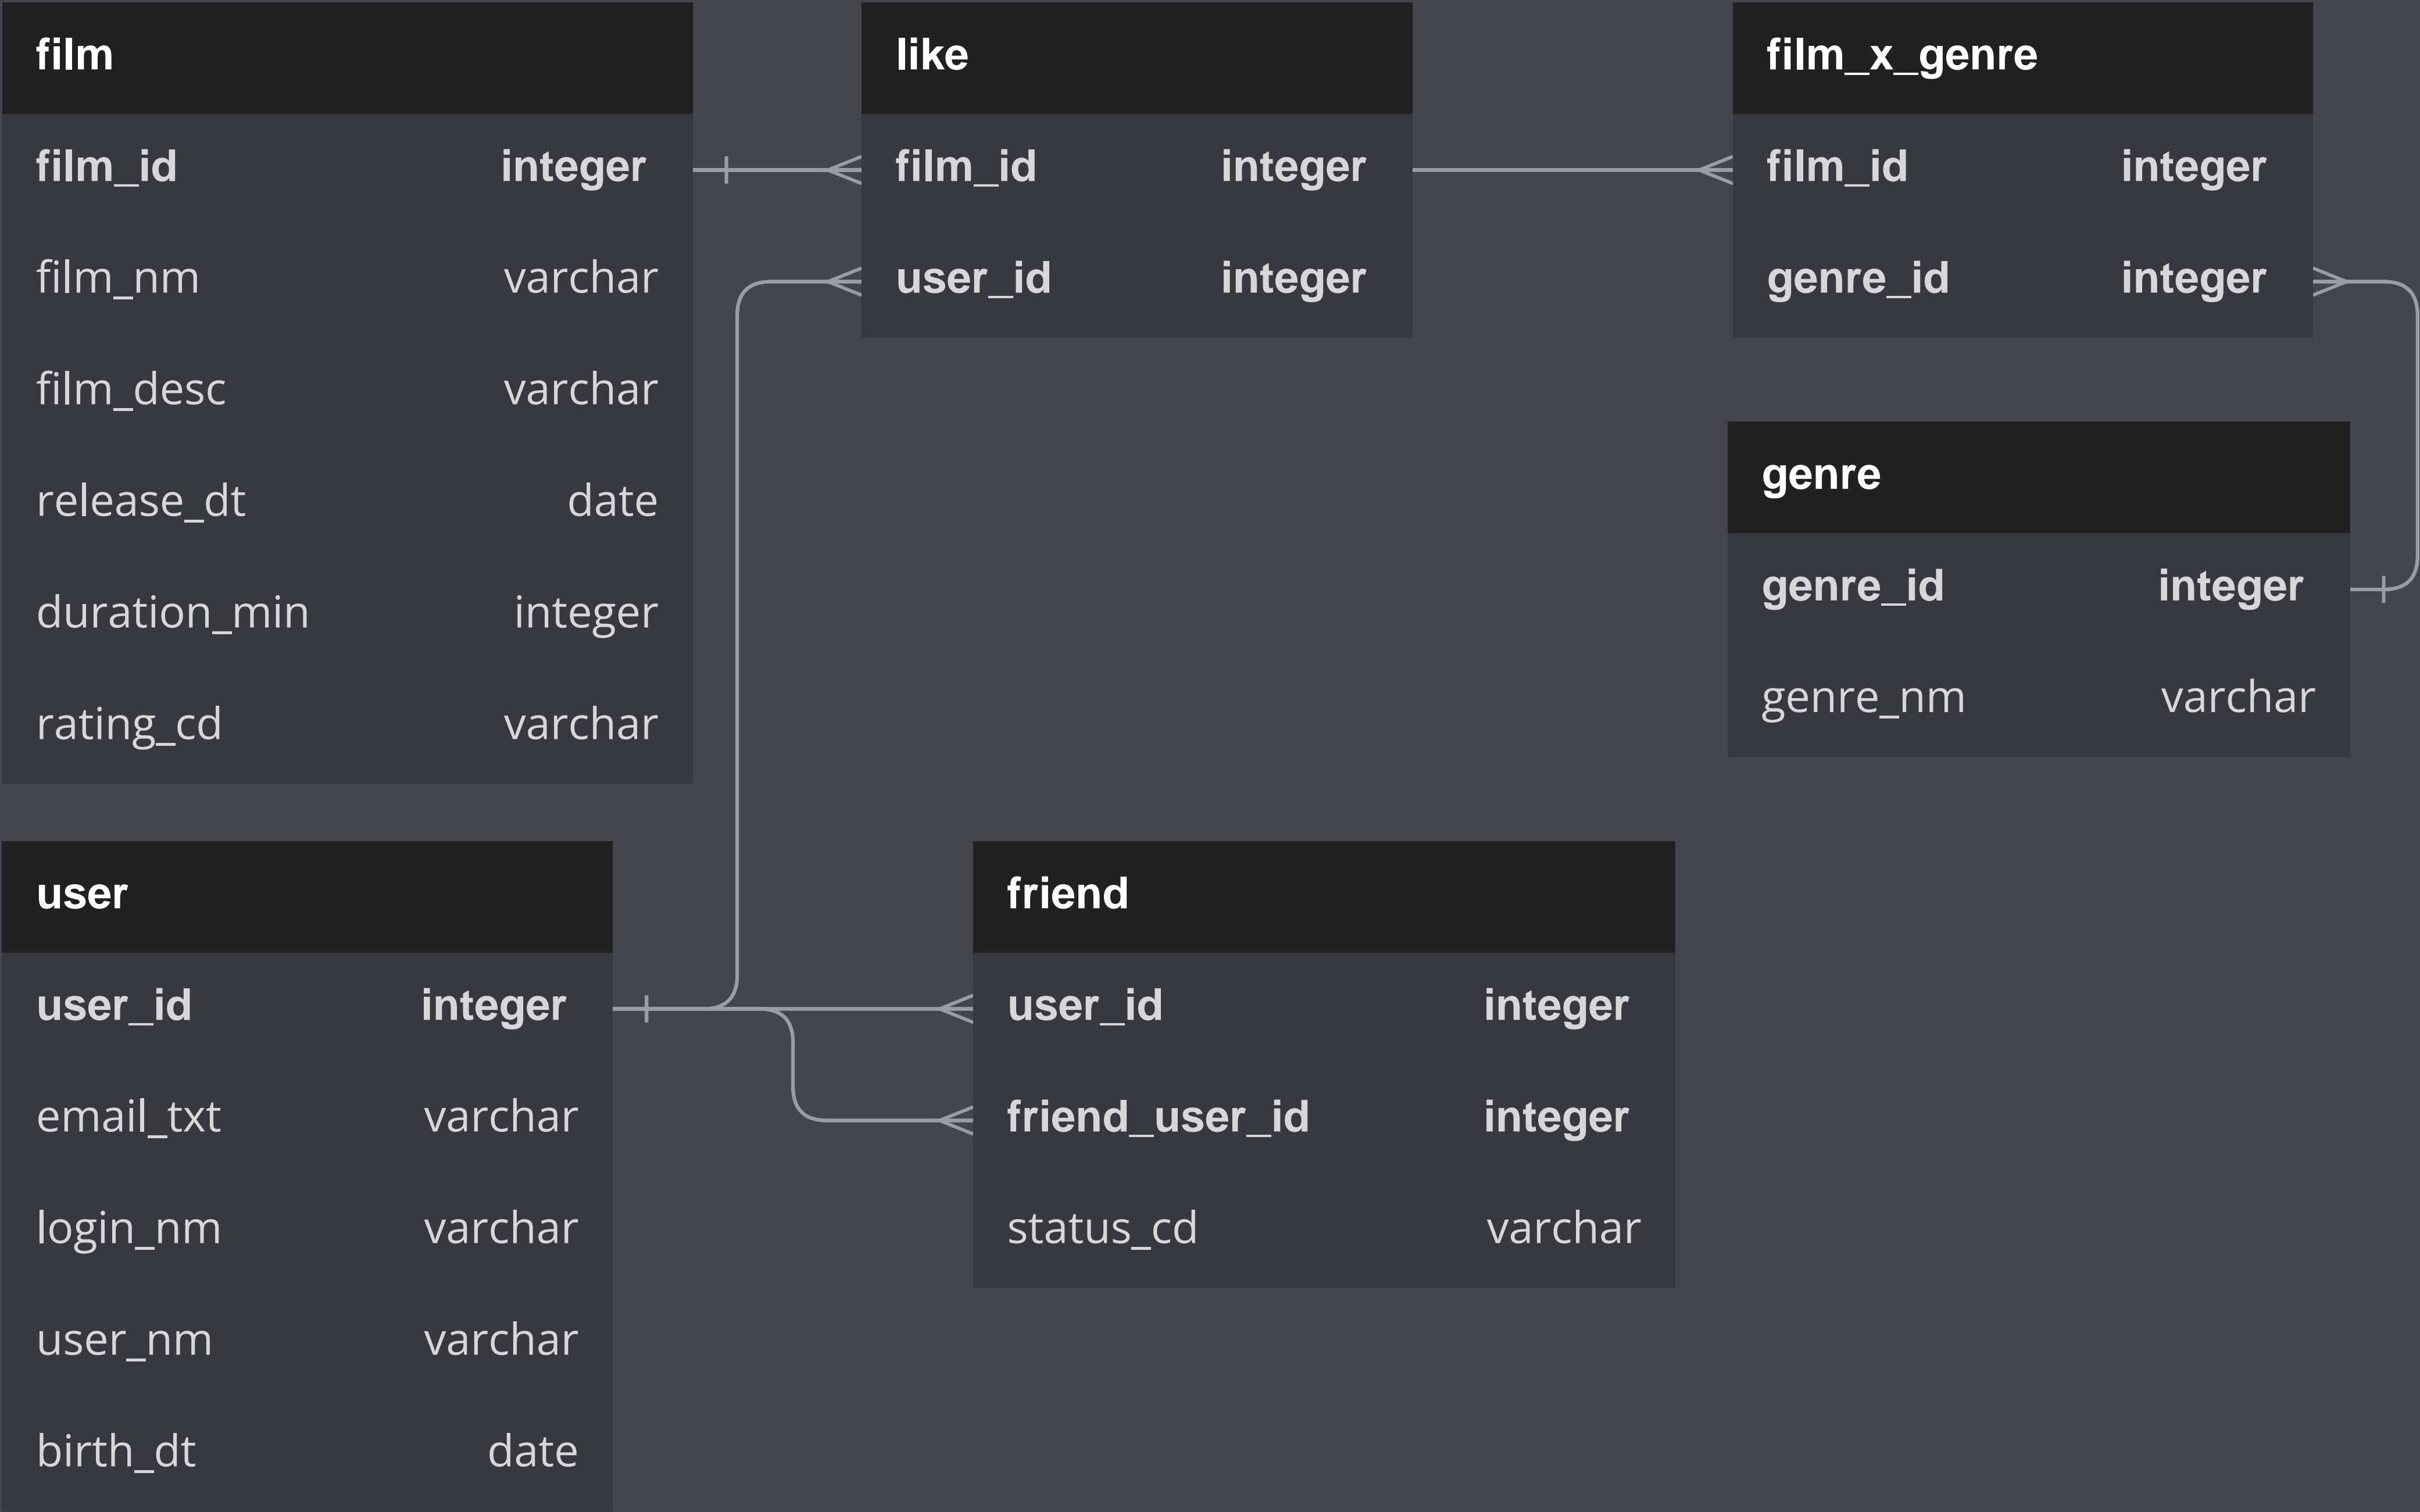 film
film_id integer
film_nm varchar
film_desc varchar
release_dt date
duration_min integer
rating_cd varchar
like
film_id integer
user_id integer
film_x_genre
film_id integer
genre_id integer
genre
genre_id integer
genre_nm varchar
user
user_id integer
email_txt varchar
login_nm varchar
user_nm varchar
birth_dt date
friend
user_id integer
friend_user_id integer
status_cd varchar